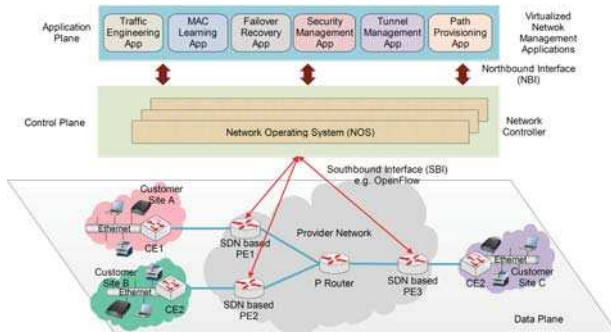 Application
Plane
Traffic
Engineering
App
MAC
Learning
App
Failover
Recovery
App
Security
Management
App
Tunnel
Management
App
Path
Provisioning
App
Virtualized
Netwok
Management
Applications
Northbound Interface
(NBI)
Control Plane
Network Operating System (NOS)
Network
Controller
Southbound Interface (SBI)
e.g. OpenFlow
Customer
Site A
Ethernet
CE1
SDN based
PE1
Provider Network
Customer
Site B
Ethernet
CE2
SDN based
PE2
P Router
SDN based
PE3
CE2
Ethernet
Customer
Site C
Data Plane